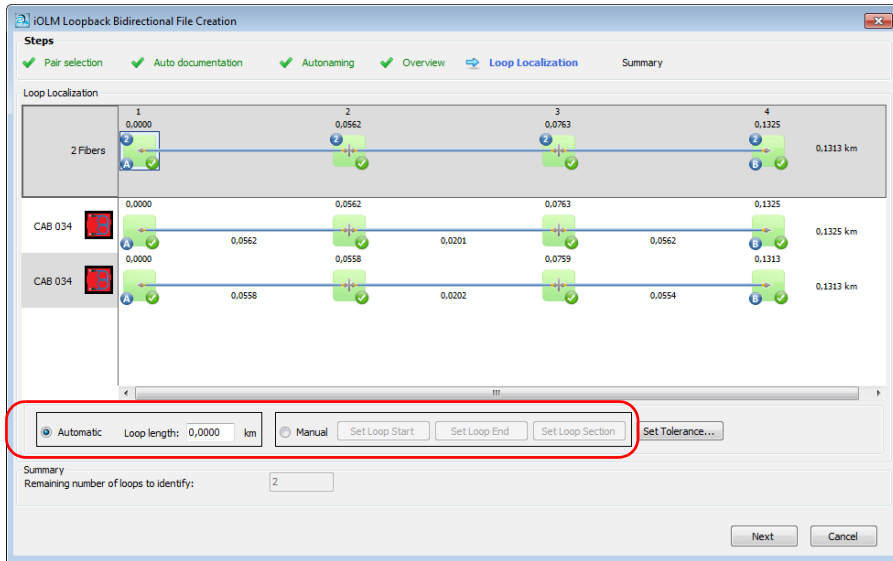 iOLM Loopback Bidirectional File Creation
Steps
Pair selection Auto documentation Autonaming Overview Loop Localization Summary
Loop Localization
1 2 3 4
0,0000 0,0562 0,0763 0,1325
2 2 2 2
2 Fibers 0,1313 km
A B
0,0000 0,0562 0,0763 0,1325
CAB 034 0,1325 km
A 0,0562 0,0201 0,0562 B
0,0000 0,0558 0,0759 0,1313
CAB 034 0,1313 km
A 0,0558 0,0202 0,0554 B
Automatic Loop length: 0,0000 km Manual Set Loop Start Set Loop End Set Loop Section Set Tolerance...
Summary
Remaining number of loops to identify: 2
Next Cancel